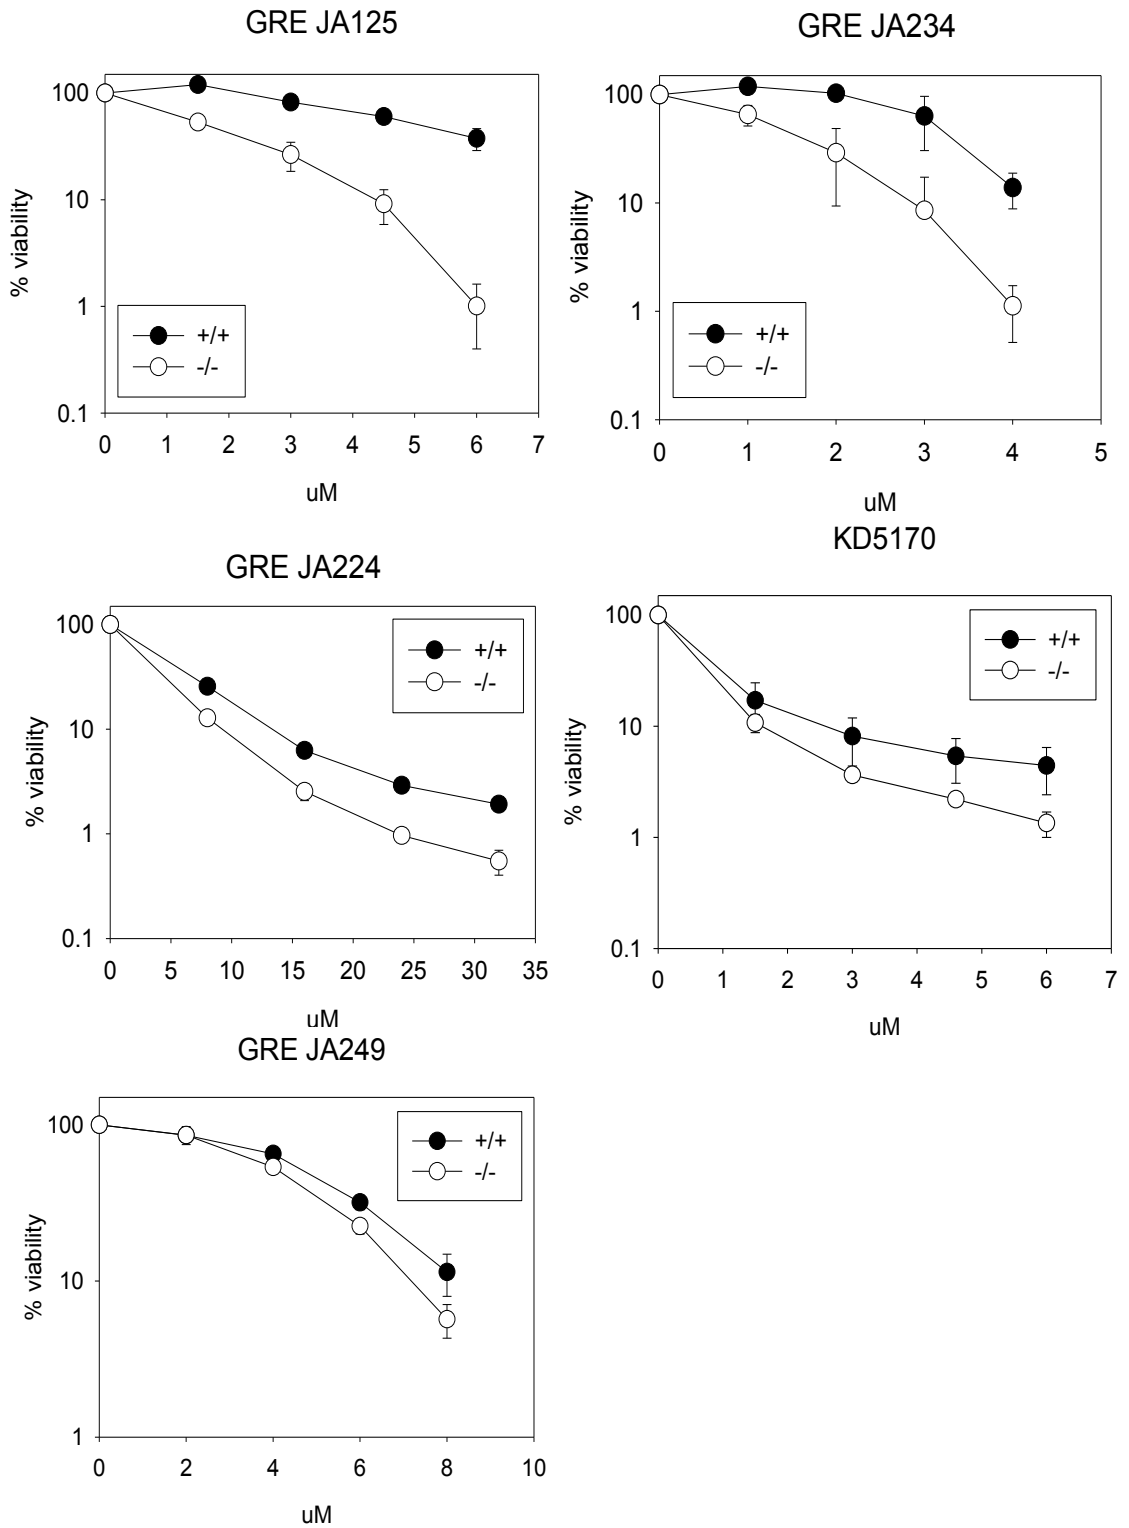 GRE JA125
100
10
1
0.1
% viability
+/+
-/-
0 1 2 3 4 5 6 7
uM
GRE JA234
100
10
1
0.1
% viability
+/+
-/-
0 1 2 3 4 5
uM
GRE JA224
100
10
1
0.1
% viability
+/+
-/-
0 5 10 15 20 25 30 35
uM
KD5170
100
10
1
0.1
% viability
+/+
-/-
0 1 2 3 4 5 6 7
uM
GRE JA249
100
10
1
% viability
+/+
-/-
0 2 4 6 8 10
uM